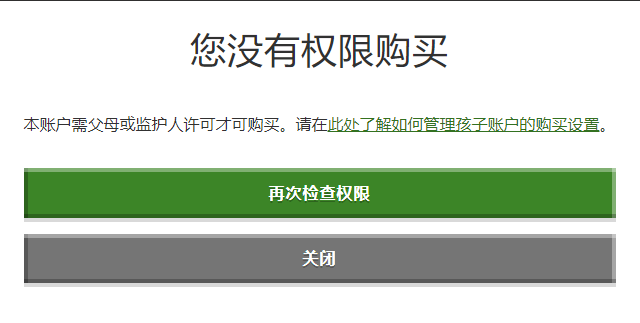 您没有权限购买
本账户需父母或监护人许可才可购买。请在此处了解如何管理孩子账户的购买设置。
再次检查权限
关闭